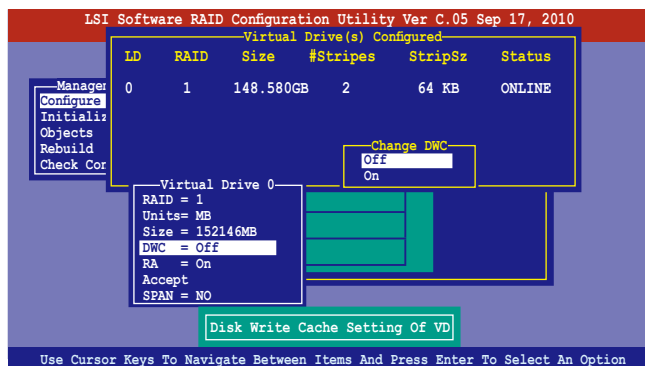 LSI Software RAID Configuration Utility Ver C.05 Sep 17, 2010
Virtual Drive(s) Configured
LD RAID Size #Stripes StripSz Status
0 1 148.580GB 2 64 KB ONLINE
Managem
Configure
Initializ
Objects
Rebuild
Check Con
Change DWC
Off
On
Virtual Drive 0
RAID = 1
Units= MB
Size = 152146MB
DWC = Off
RA = On
Accept
SPAN = NO
Disk Write Cache Setting Of VD
Use Cursor Keys To Navigate Between Items And Press Enter To Select An Option